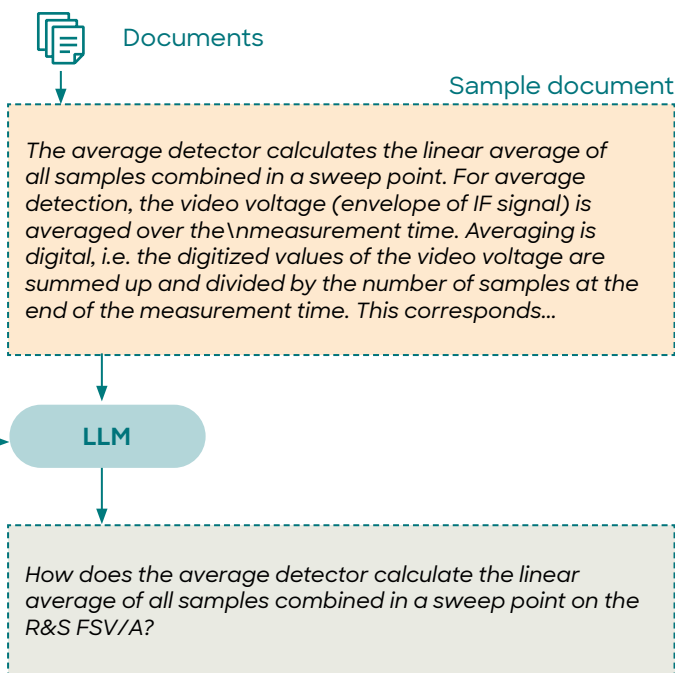 Documents
Sample document
The average detector calculates the linear average of
all samples combined in a sweep point. For average
detection, the video voltage (envelope of IF signal) is
averaged over the\nmeasurement time. Averaging is
digital, i.e. the digitized values of the video voltage are
summed up and divided by the number of samples at the
end of the measurement time. This corresponds...
LLM
How does the average detector calculate the linear
average of all samples combined in a sweep point on the
R&S FSV/A?